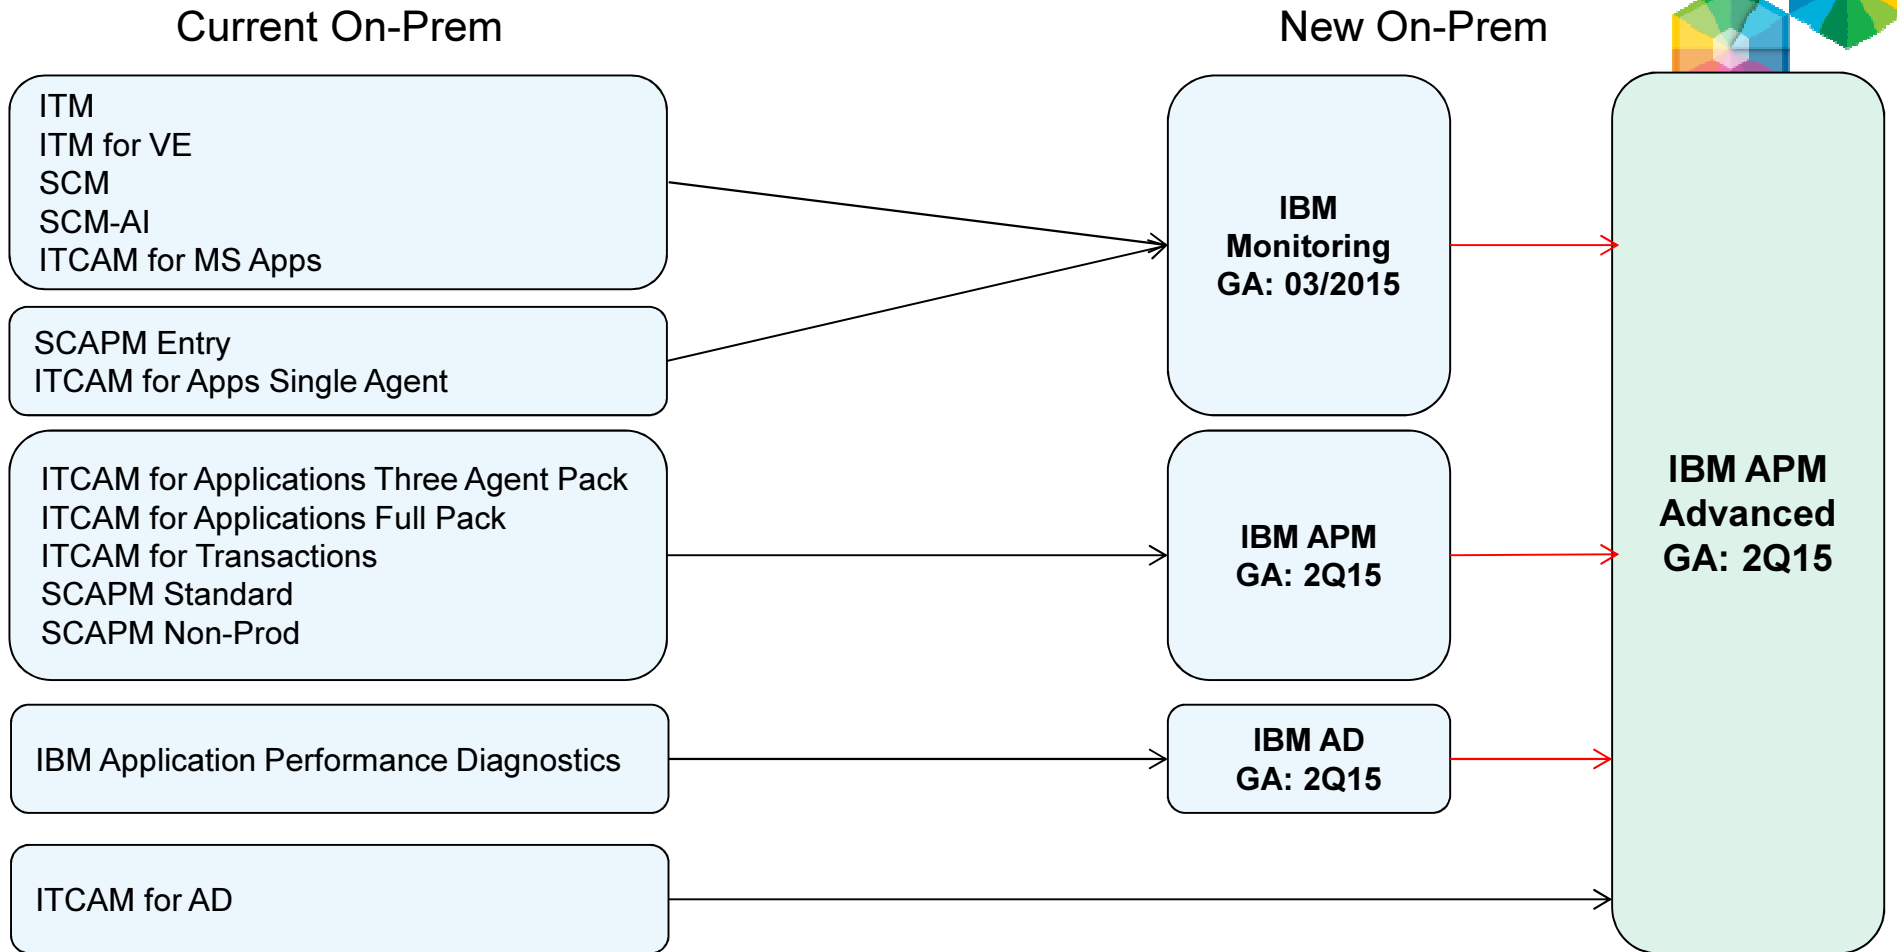 Current On-Prem
New On-Prem
ITM
ITM for VE
SCM
SCM-AI
ITCAM for MS Apps
SCAPM Entry
ITCAM for Apps Single Agent
ITCAM for Applications Three Agent Pack
ITCAM for Applications Full Pack
ITCAM for Transactions
SCAPM Standard
SCAPM Non-Prod
IBM Application Performance Diagnostics
ITCAM for AD
IBM
Monitoring
GA: 03/2015
IBM APM
GA: 2Q15
IBM AD
GA: 2Q15
IBM APM
Advanced
GA: 2Q15